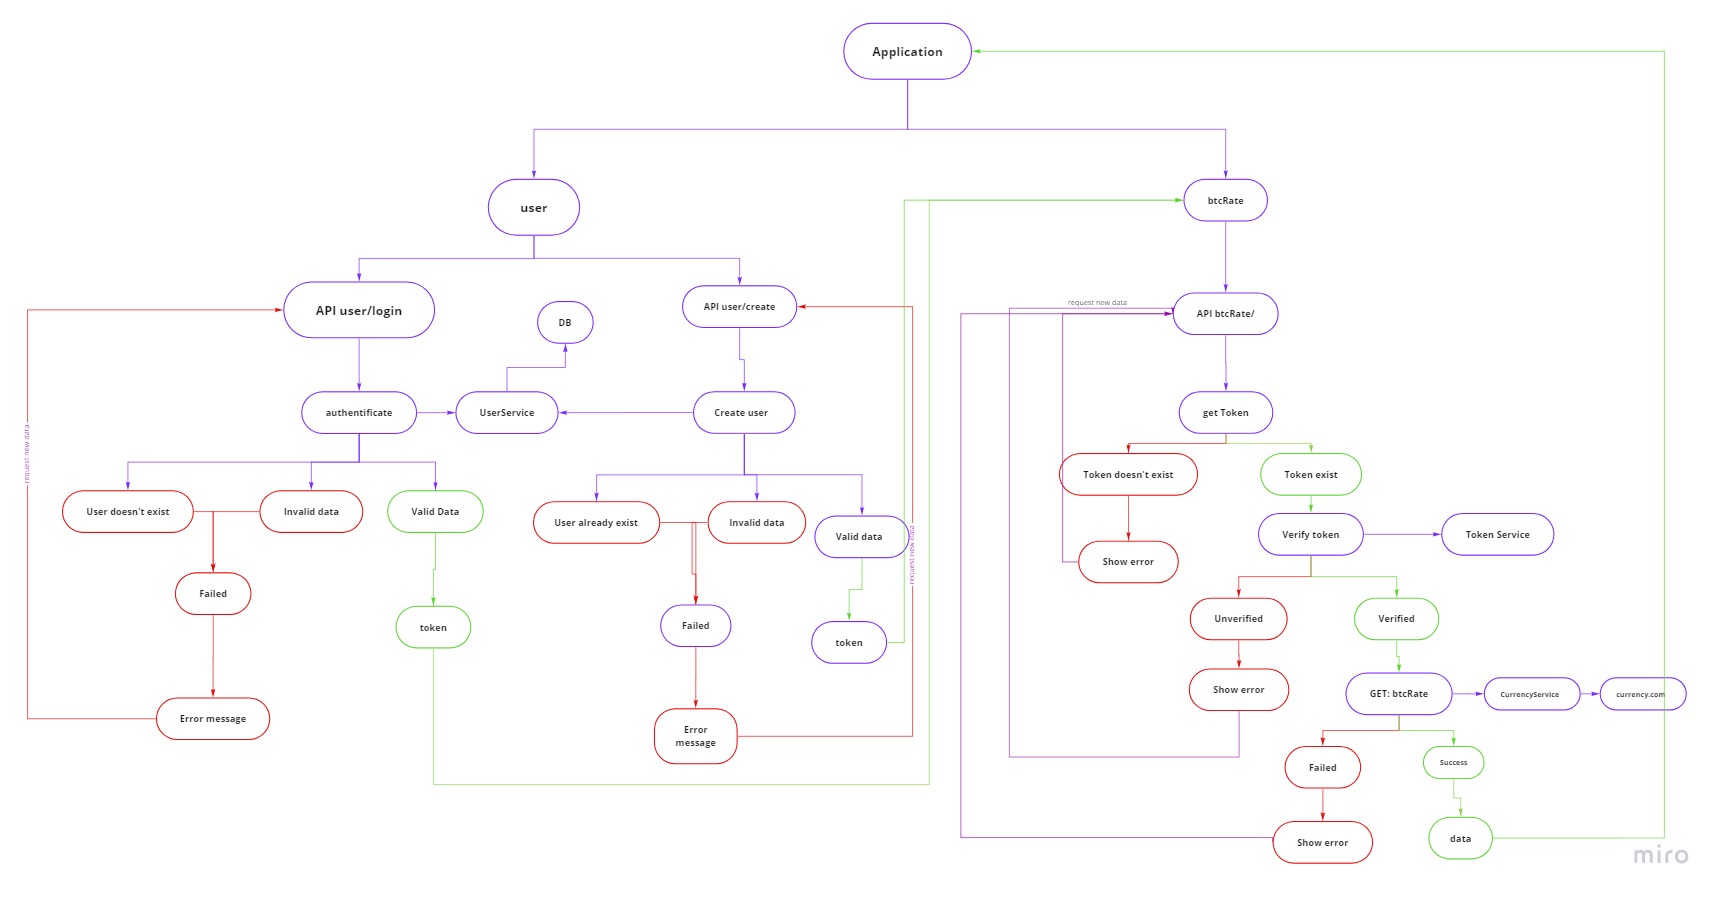 Application
user
btcRate
API user/login
DB
API user/create
request new data
API btcRate/
authentificate
UserService
Create user
get Token
request new data
Token doesn't exist
Token exist
User doesn't exist
Invalid data
Valid Data
User already exist
Invalid data
Valid data
request new data
Verify token
Token Service
Show error
Failed
token
Failed
token
Unverified
Verified
Show error
GET: btcRate
CurrencyService
currency.com
Error message
Error
message
Failed
Success
Show error
data
miro